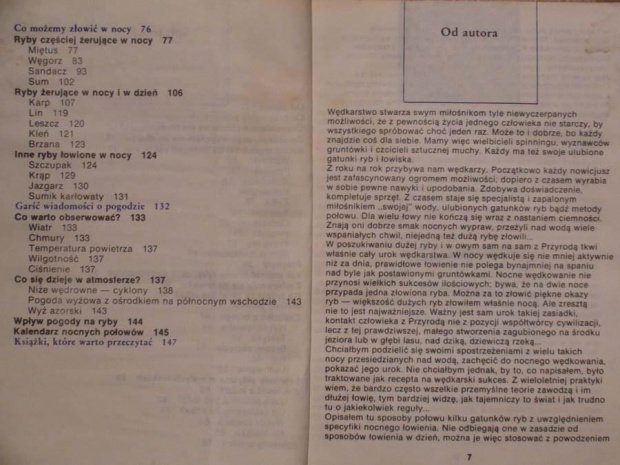 Co możemy złowić w nocy 76
Ryby częściej żerujące w nocy 77
Miętus 77
Węgorz 83
Sandacz 93
Sum 102
Ryby żerujące w nocy i w dzień 106
Karp 107
Lin 119
Leszcz 120
Kleń 121
Brzana 123
Inne ryby łowione w nocy 124
Szczupak 124
Krąp 129
Jazgarz 130
Sumik karłowaty 131
Garść wiadomości o pogodzie 132
Co warto obserwować? 133
Wiatr 133
Chmury 133
Temperatura powietrza 137
Wilgotność 137
Ciśnienie 137
Co się dzieje w atmosferze? 137
Niże wędrowne — cyklony 138
Pogoda wyżowa z ośrodkiem na północnym wschodzie 143
Wyż azorski 143
Wpływ pogody na ryby 144
Kalendarz nocnych połowów 145
Książki, które warto przeczytać 147
Od autora
Wędkarstwo stwarza swym miłośnikom tyle niewyczerpanych
możliwości, że z pewnością życia jednego człowieka nie starczy, by
wszystkiego spróbować choć jeden raz. Może to i dobrze, bo każdy
znajdzie coś dla siebie. Mamy więc wielbicieli spinningu, wyznawców
gruntówki i czcicieli sztucznej muchy. Każdy ma też swoje ulubione
gatunki ryb i łowiska.
Z roku na rok przybywa nam wędkarzy. Początkowo każdy nowicjusz
jest zafascynowany ogromem możliwości; dopiero z czasem wyrabia
w sobie pewne nawyki i upodobania. Zdobywa doświadczenie,
kompletuje sprzęt. Z czasem staje się specjalistą i zapalonym
miłośnikiem „swojej" wody, ulubionych gatunków ryb bądź metody
połowu. Dla wielu łowy nie kończą się wraz z nastaniem ciemności.
Znają oni dobrze smak nocnych wypraw, przeżyli nad wodą wiele
wspaniałych chwil, niejedną też dużą rybę złowili...
W poszukiwaniu dużej ryby i w owym sam na sam z Przyrodą tkwi
właśnie cały urok wędkarstwa. W nocy wędkuje się nie mniej aktywnie
niż za dnia, prawdziwe łowienie nie polega bynajmniej na spaniu
nad byle jak postawionymi gruntówkami. Nocne wędkowanie nie
przynosi wielkich sukcesów ilościowych; bywa, że na dwie noce
przypada jedna złowiona ryba. Można za to złowić piękne okazy
ryb — większość dużych ryb złowiłem właśnie nocą. Ale zresztą
nie to jest najważniejsze. Ważny jest sam urok takiej zasiadki,
kontakt człowieka z Przyrodą nie z pozycji współtwórcy cywilizacji,
lecz z tej prawdziwszej, małego stworzenia zagubionego na środku
jeziora lub w głębi lasu, nad dziką, dziewiczą rzeką...
Chciałbym podzielić się swoimi spostrzeżeniami z wielu takich
nocy przesiedzianych nad wodą, zachęcić do nocnego wędkowania,
pokazać jego urok. Nie chciałbym jednak, by to, co napisałem, było
traktowane jak recepta na wędkarski sukces. Z wieloletniej praktyki
wiem, że bardzo często wszelkie przemyślne teorie zawodzą i im
dłużej łowię, tym bardziej widzę, jak tajemniczy to świat i jak trudno
tu o jakiekolwiek reguły...
Opisałem tu sposoby połowu kilku gatunków ryb z uwzględnieniem
specyfiki nocnego łowienia. Nie odbiegają one w zasadzie od
sposobów łowienia w dzień, można je więc stosować z powodzeniem
7